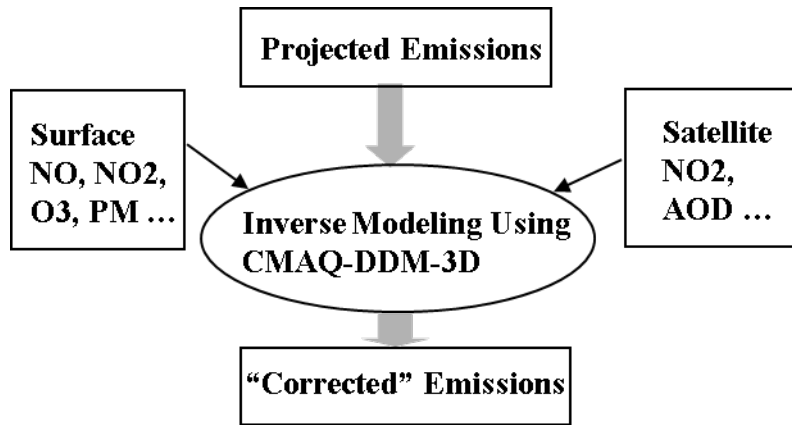 Projected Emissions
Surface
NO, NO2,
O3, PM ...
Satellite
NO2,
AOD ...
Inverse Modeling Using
CMAQ-DDM-3D
“Corrected” Emissions